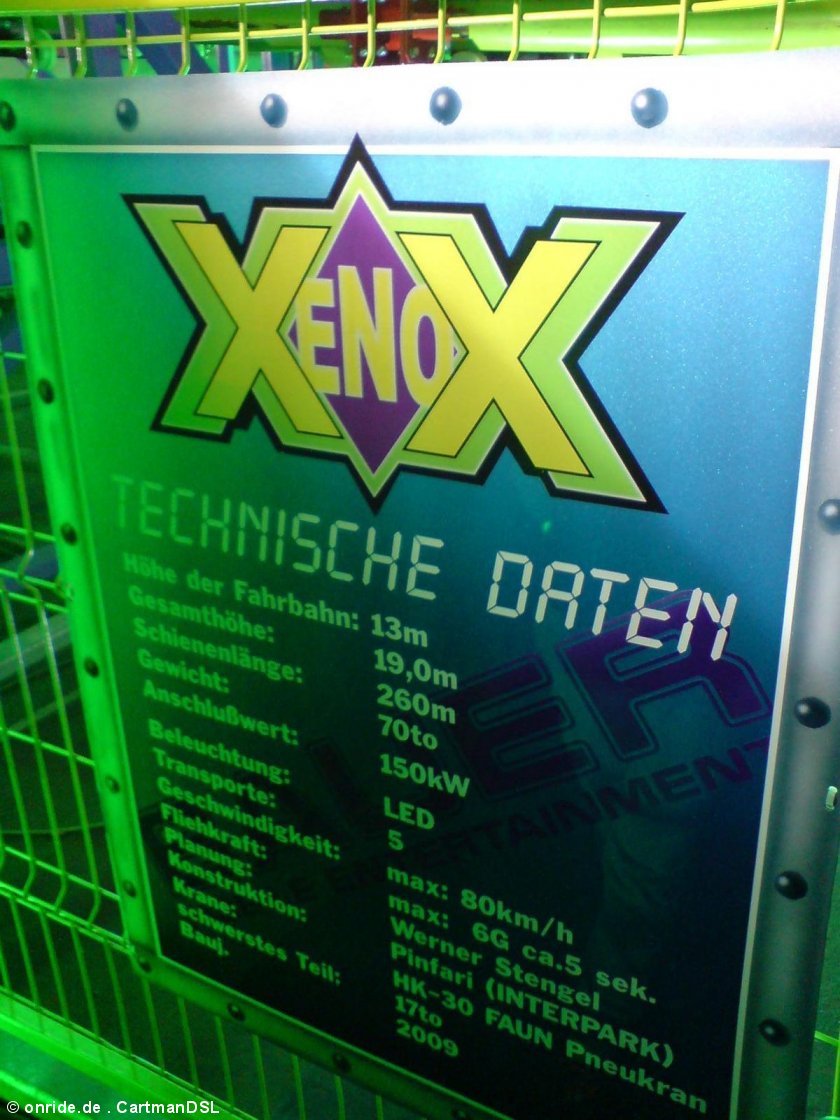 XENOX
TECHNISCHE DATEN
Höhe der Fahrbahn: 13m
Gesamthöhe: 19,0m
Schienenlänge: 260m
Gewicht: 70to
Anschlußwert: 150kW
Beleuchtung: LED
Transporte: 5
Geschwindigkeit: max: 80km/h
Fliehkraft: max: 6G ca.5 sek.
Planung: Werner Stengel
Konstruktion: Pinfari (INTERPARK)
Krane: HK-30 FAUN Pneukran
schwerstes Teil: 17to
Bauj. 2009
ENTERTAINMENT
© onride.de . CartmanDSL